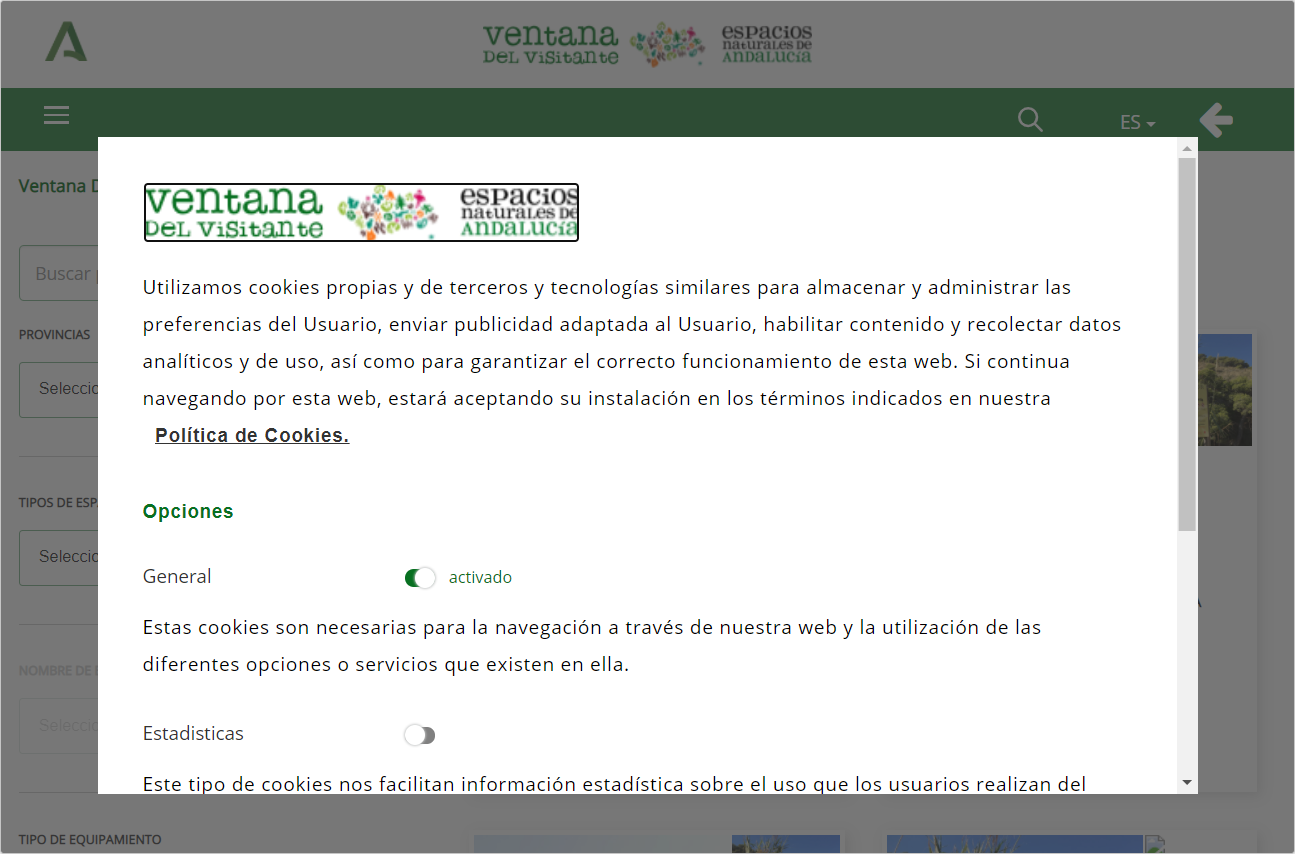 ventana
DEL VISITANTE
ESPACIOS
NATURALES DE
ANDALUCÍA
ES
Ventana D
Buscar
PROVINCIAS
Selecci
TIPOS DE ESP
Selecci
NOMBRE DE
Selecci
TIPO DE EQUIPAMIENTO
ventana
DEL VISITANTE
ESPACIOS
NATURALES DE
ANDALUCÍA
Utilizamos cookies propias y de terceros y tecnologías similares para almacenar y administrar las
preferencias del Usuario, enviar publicidad adaptada al Usuario, habilitar contenido y recolectar datos
analíticos y de uso, así como para garantizar el correcto funcionamiento de esta web. Si continua
navegando por esta web, estará aceptando su instalación en los términos indicados en nuestra
Política de Cookies.
Opciones
General activado
Estas cookies son necesarias para la navegación a través de nuestra web y la utilización de las
diferentes opciones o servicios que existen en ella.
Estadisticas
Este tipo de cookies nos facilitan información estadística sobre el uso que los usuarios realizan del